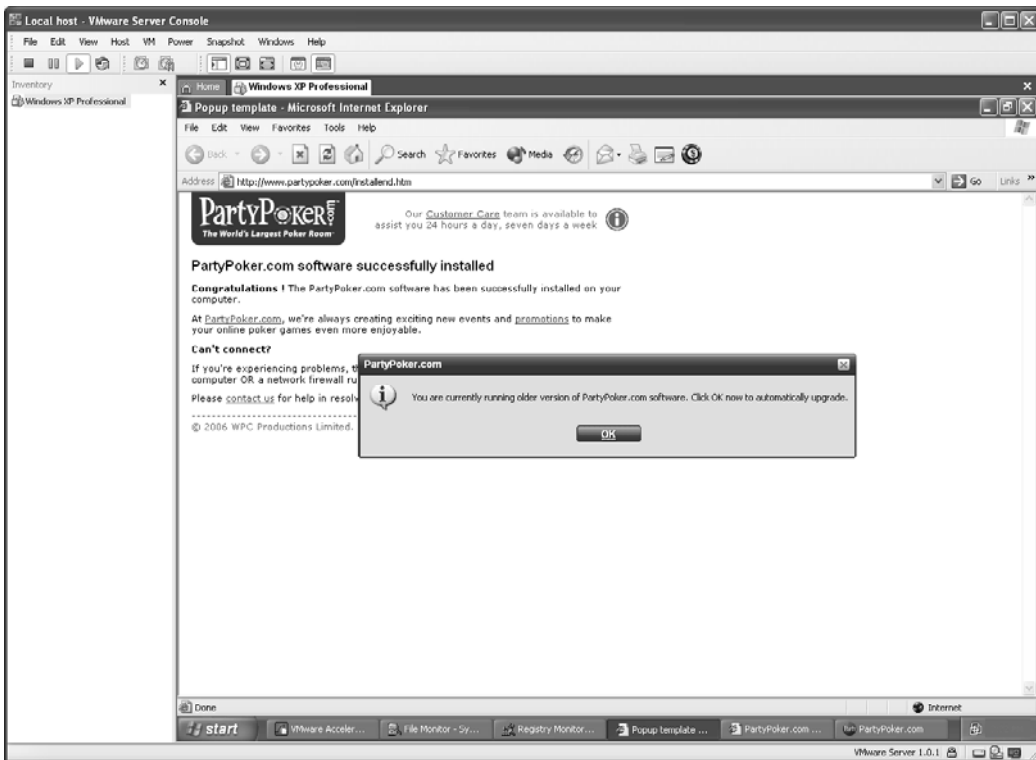 Local host - VMware Server Console
File Edit View Host VM Power Snapshot Windows Help
Inventory
Windows XP Professional
Home Windows XP Professional
Popup template - Microsoft Internet Explorer
File Edit View Favorites Tools Help
Back Search Favorites Media
Address http://www.partypoker.com/installend.htm Go Links
PartyPoker.com
The World's Largest Poker Room
Our Customer Care team is available to
assist you 24 hours a day, seven days a week
PartyPoker.com software successfully installed
Congratulations ! The PartyPoker.com software has been successfully installed on your
computer.
At PartyPoker.com, we're always creating exciting new events and promotions to make
your online poker games even more enjoyable.
Can't connect?
If you're experiencing problems, t
computer OR a network firewall ru
Please contact us for help in resolv
© 2006 WPC Productions Limited.
PartyPoker.com
You are currently running older version of PartyPoker.com software. Click OK now to automatically upgrade.
OK
Done Internet
start VMware Acceler... File Monitor - Sy... Registry Monitor... Popup template ... PartyPoker.com ... PartyPoker.com
VMware Server 1.0.1